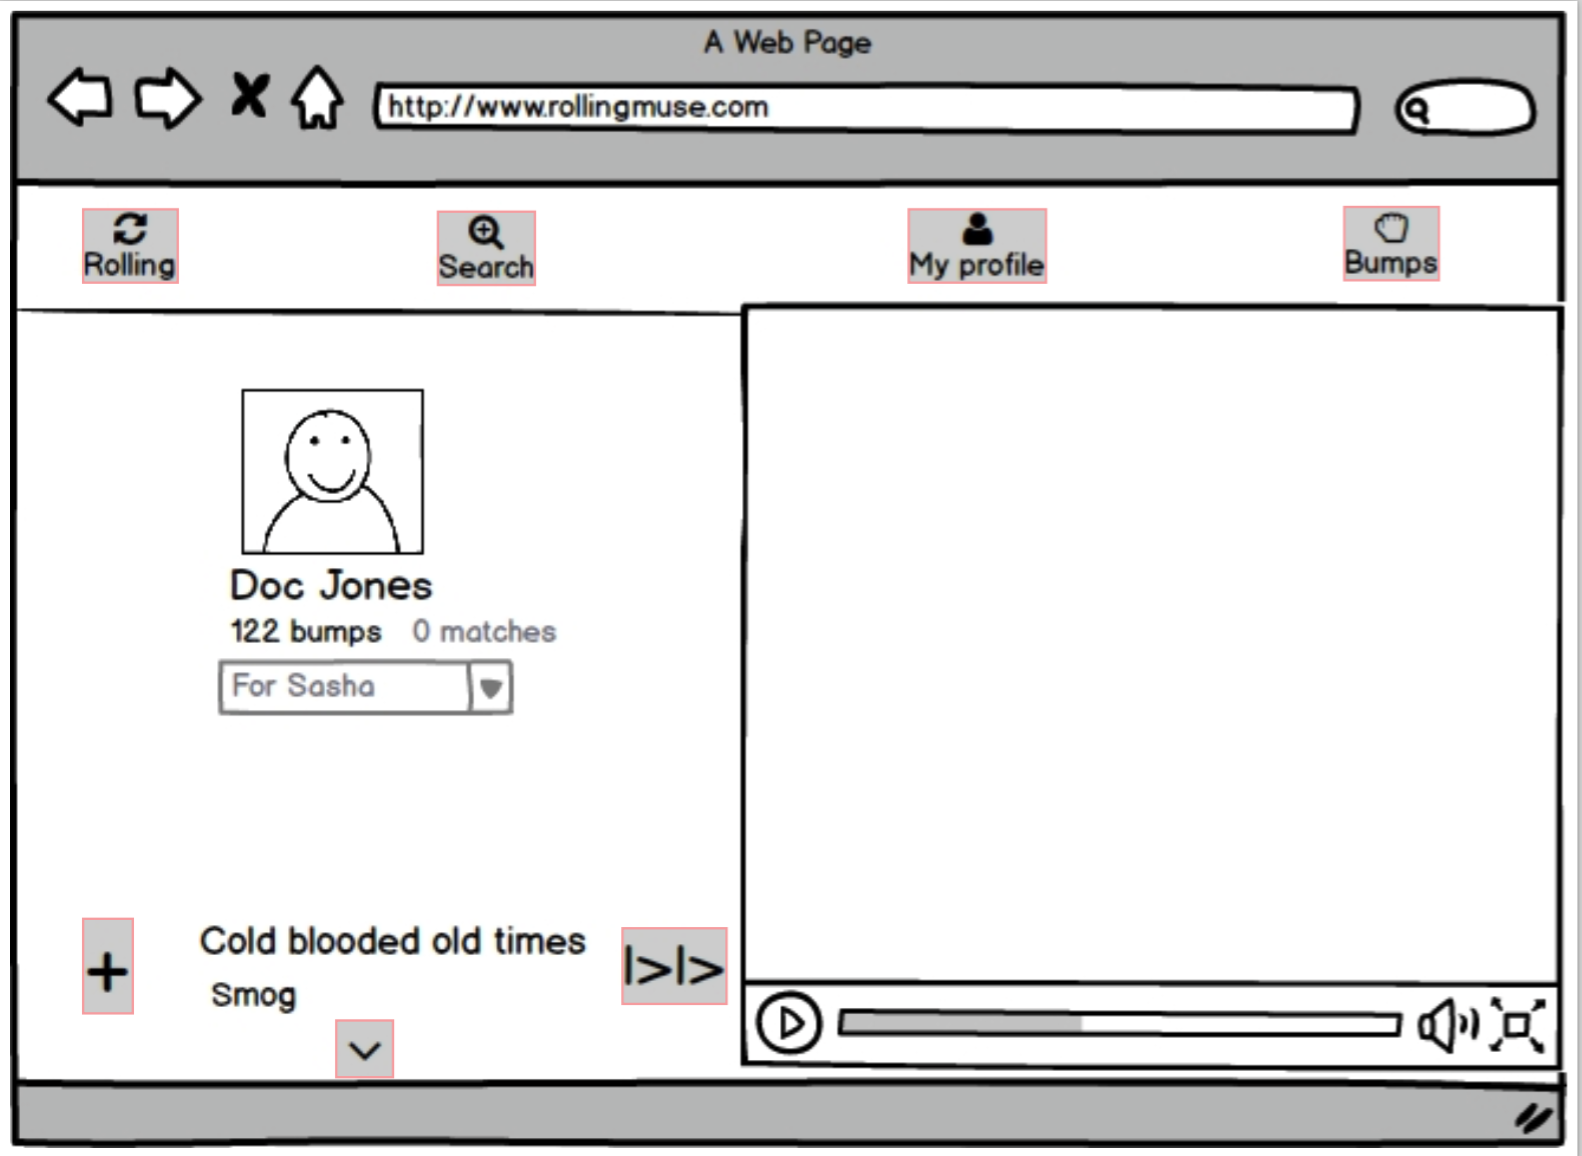 A Web Page
http://www.rollingmuse.com
Rolling
Search
My profile
Bumps
Doc Jones
122 bumps 0 matches
For Sasha
+
Cold blooded old times
|>|>
Smog